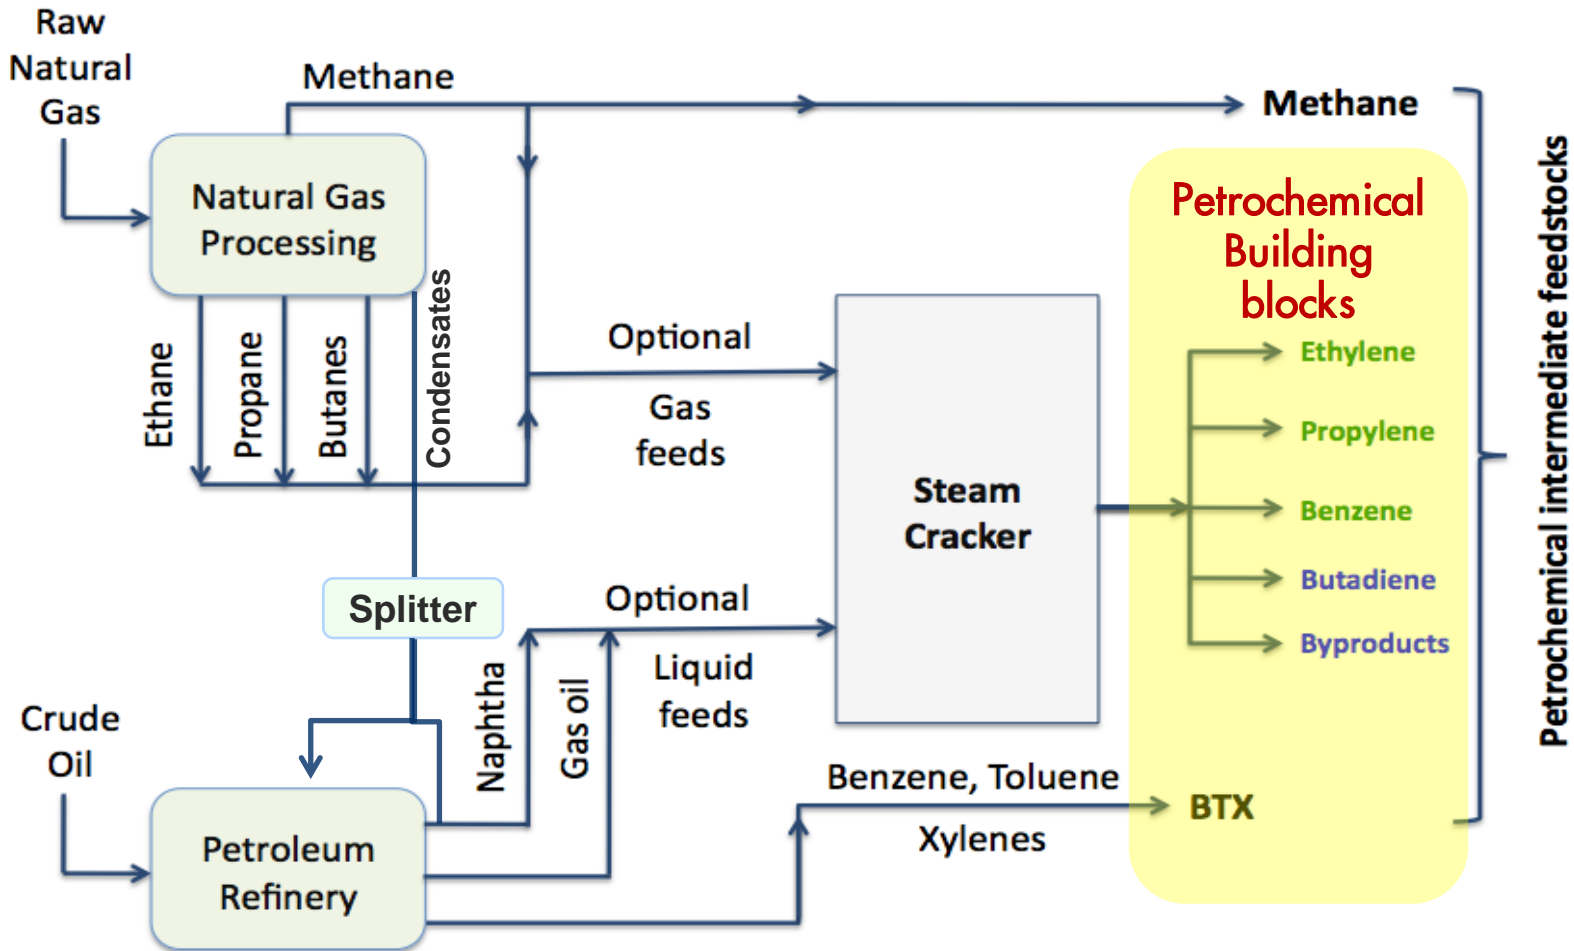 Raw
Natural
Gas
Methane
Methane
Natural Gas
Processing
Petrochemical
Building
blocks
Ethane
Propane
Butanes
Condensates
Optional
Gas
feeds
Steam
Cracker
Ethylene
Propylene
Benzene
Butadiene
Byproducts
Petrochemical intermediate feedstocks
Splitter
Optional
Liquid
feeds
Naphtha
Gas oil
Crude
Oil
Petroleum
Refinery
Benzene, Toluene
Xylenes
BTX